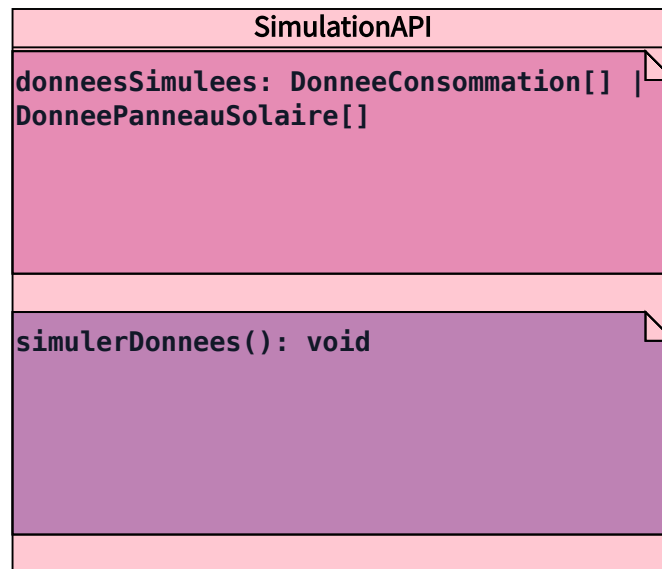 SimulationAPI
donneesSimulees: DonneeConsommation[] |
DonneePanneauSolaire[]
simulerDonnees(): void